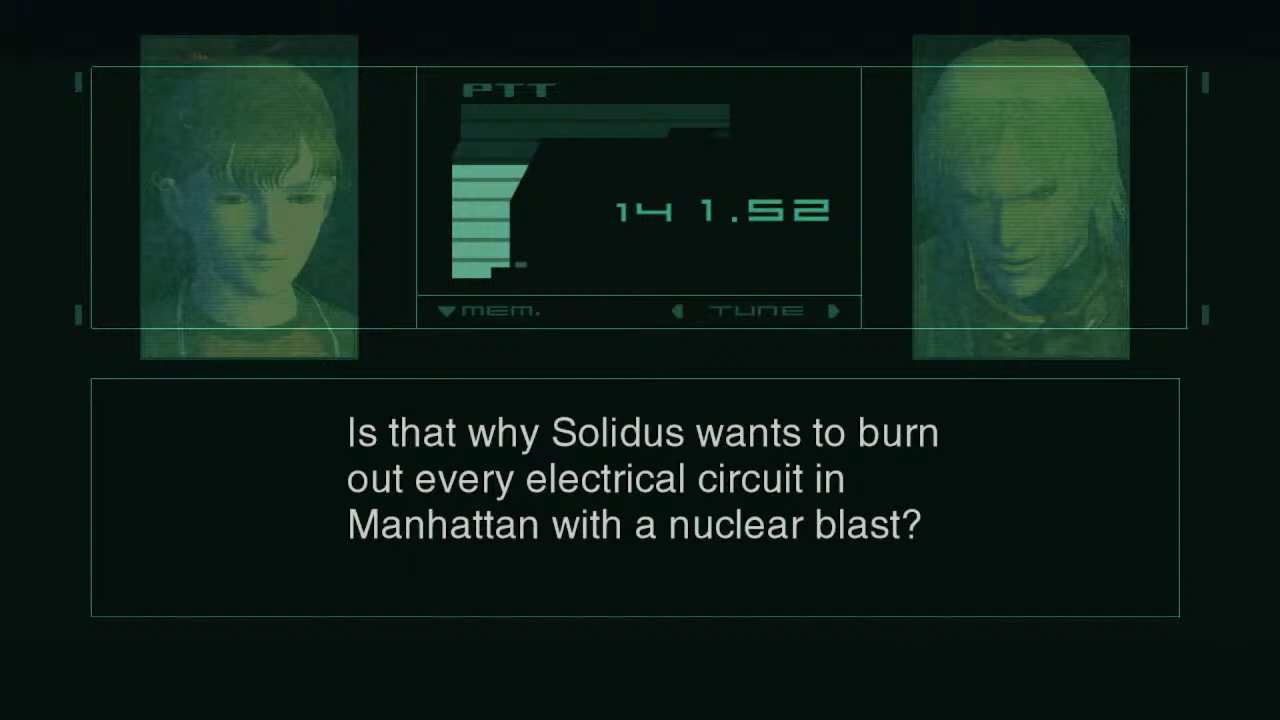 PTT
141.52
MEM.
TUNE
Is that why Solidus wants to burn
out every electrical circuit in
Manhattan with a nuclear blast?